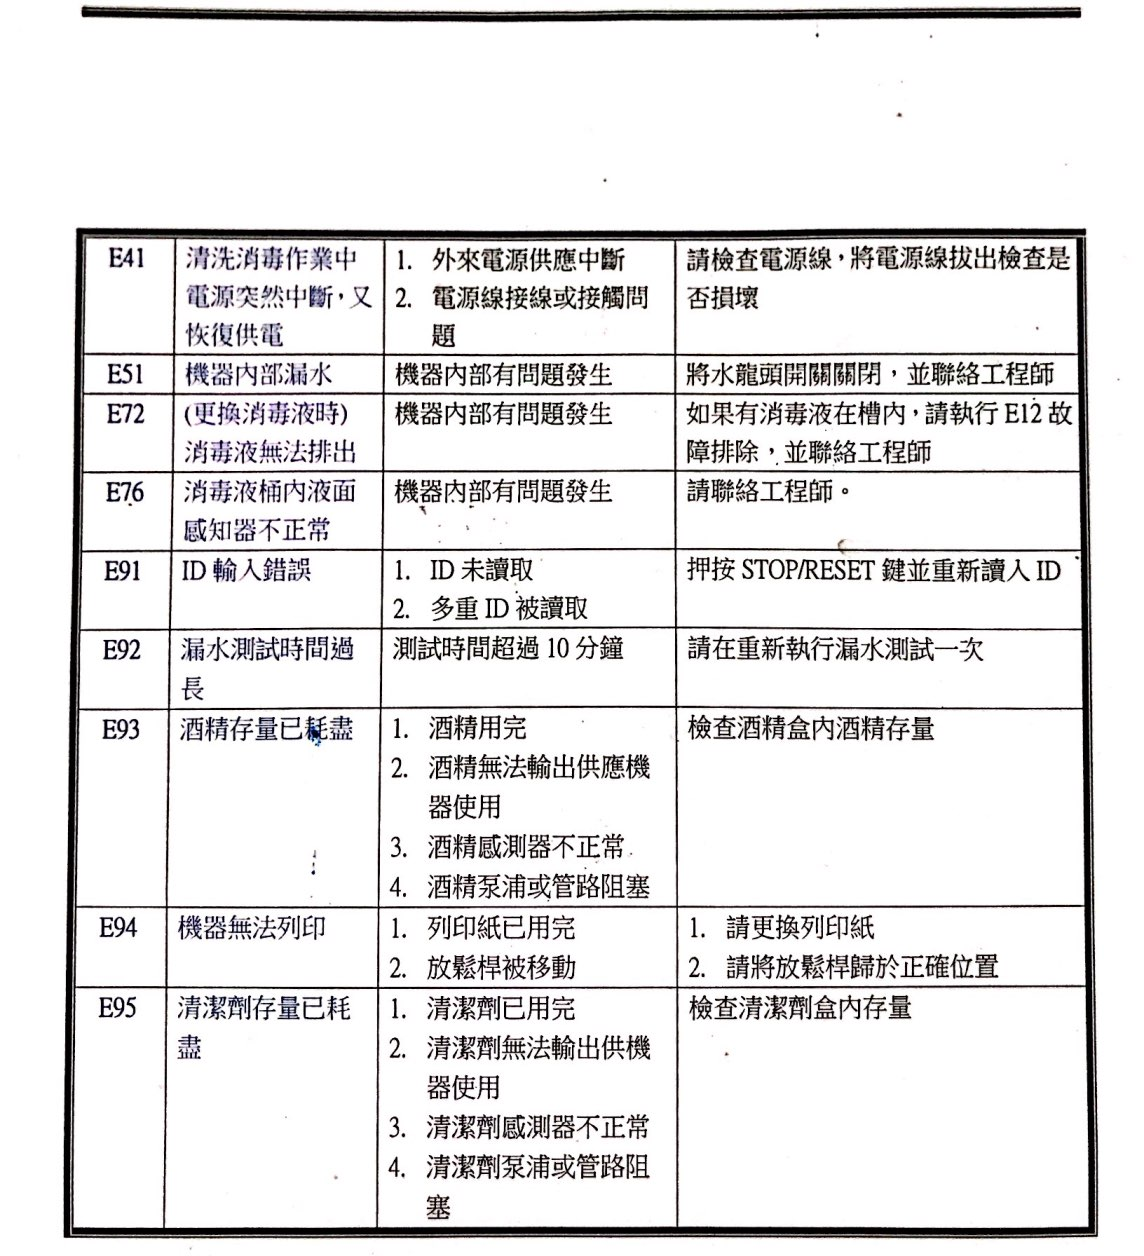 E41
清洗消毒作業中
電源突然中斷，又
恢復供電
1. 外來電源供應中斷
2. 電源線接線或接觸問
題
請檢查電源線，將電源線拔出檢查是
否損壞
E51
機器內部漏水
機器內部有問題發生
將水龍頭開關關閉，並聯絡工程師
E72
(更換消毒液時)
消毒液無法排出
機器內部有問題發生
如果有消毒液在槽內，請執行 E12 故
障排除，並聯絡工程師
E76
消毒液桶內液面
感知器不正常
機器內部有問題發生
請聯絡工程師。
E91
ID 輸入錯誤
1. ID 未讀取
2. 多重 ID 被讀取
押按 STOP/RESET 鍵並重新讀入 ID
E92
漏水測試時間過
長
測試時間超過 10 分鐘
請在重新執行漏水測試一次
E93
酒精存量已耗盡
1. 酒精用完
2. 酒精無法輸出供應機
器使用
3. 酒精感測器不正常
4. 酒精泵浦或管路阻塞
檢查酒精盒內酒精存量
E94
機器無法列印
1. 列印紙已用完
2. 放鬆桿被移動
1. 請更換列印紙
2. 請將放鬆桿歸於正確位置
E95
清潔劑存量已耗
盡
1. 清潔劑已用完
2. 清潔劑無法輸出供機
器使用
3. 清潔劑感測器不正常
4. 清潔劑泵浦或管路阻
塞
檢查清潔劑盒內存量